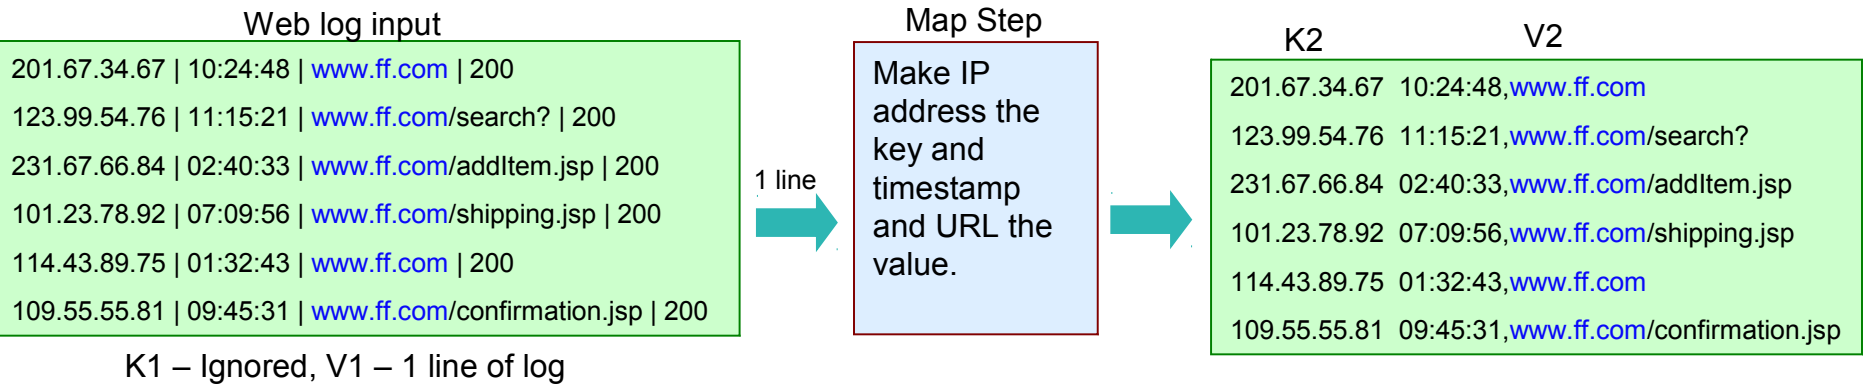 Web log input
201.67.34.67 | 10:24:48 | www.ff.com | 200
123.99.54.76 | 11:15:21 | www.ff.com/search? | 200
231.67.66.84 | 02:40:33 | www.ff.com/addItem.jsp | 200
101.23.78.92 | 07:09:56 | www.ff.com/shipping.jsp | 200
114.43.89.75 | 01:32:43 | www.ff.com | 200
109.55.55.81 | 09:45:31 | www.ff.com/confirmation.jsp | 200
K1 – Ignored, V1 – 1 line of log
1 line
Map Step
Make IP
address the
key and
timestamp
and URL the
value.
K2 V2
201.67.34.67 10:24:48,www.ff.com
123.99.54.76 11:15:21,www.ff.com/search?
231.67.66.84 02:40:33,www.ff.com/addItem.jsp
101.23.78.92 07:09:56,www.ff.com/shipping.jsp
114.43.89.75 01:32:43,www.ff.com
109.55.55.81 09:45:31,www.ff.com/confirmation.jsp